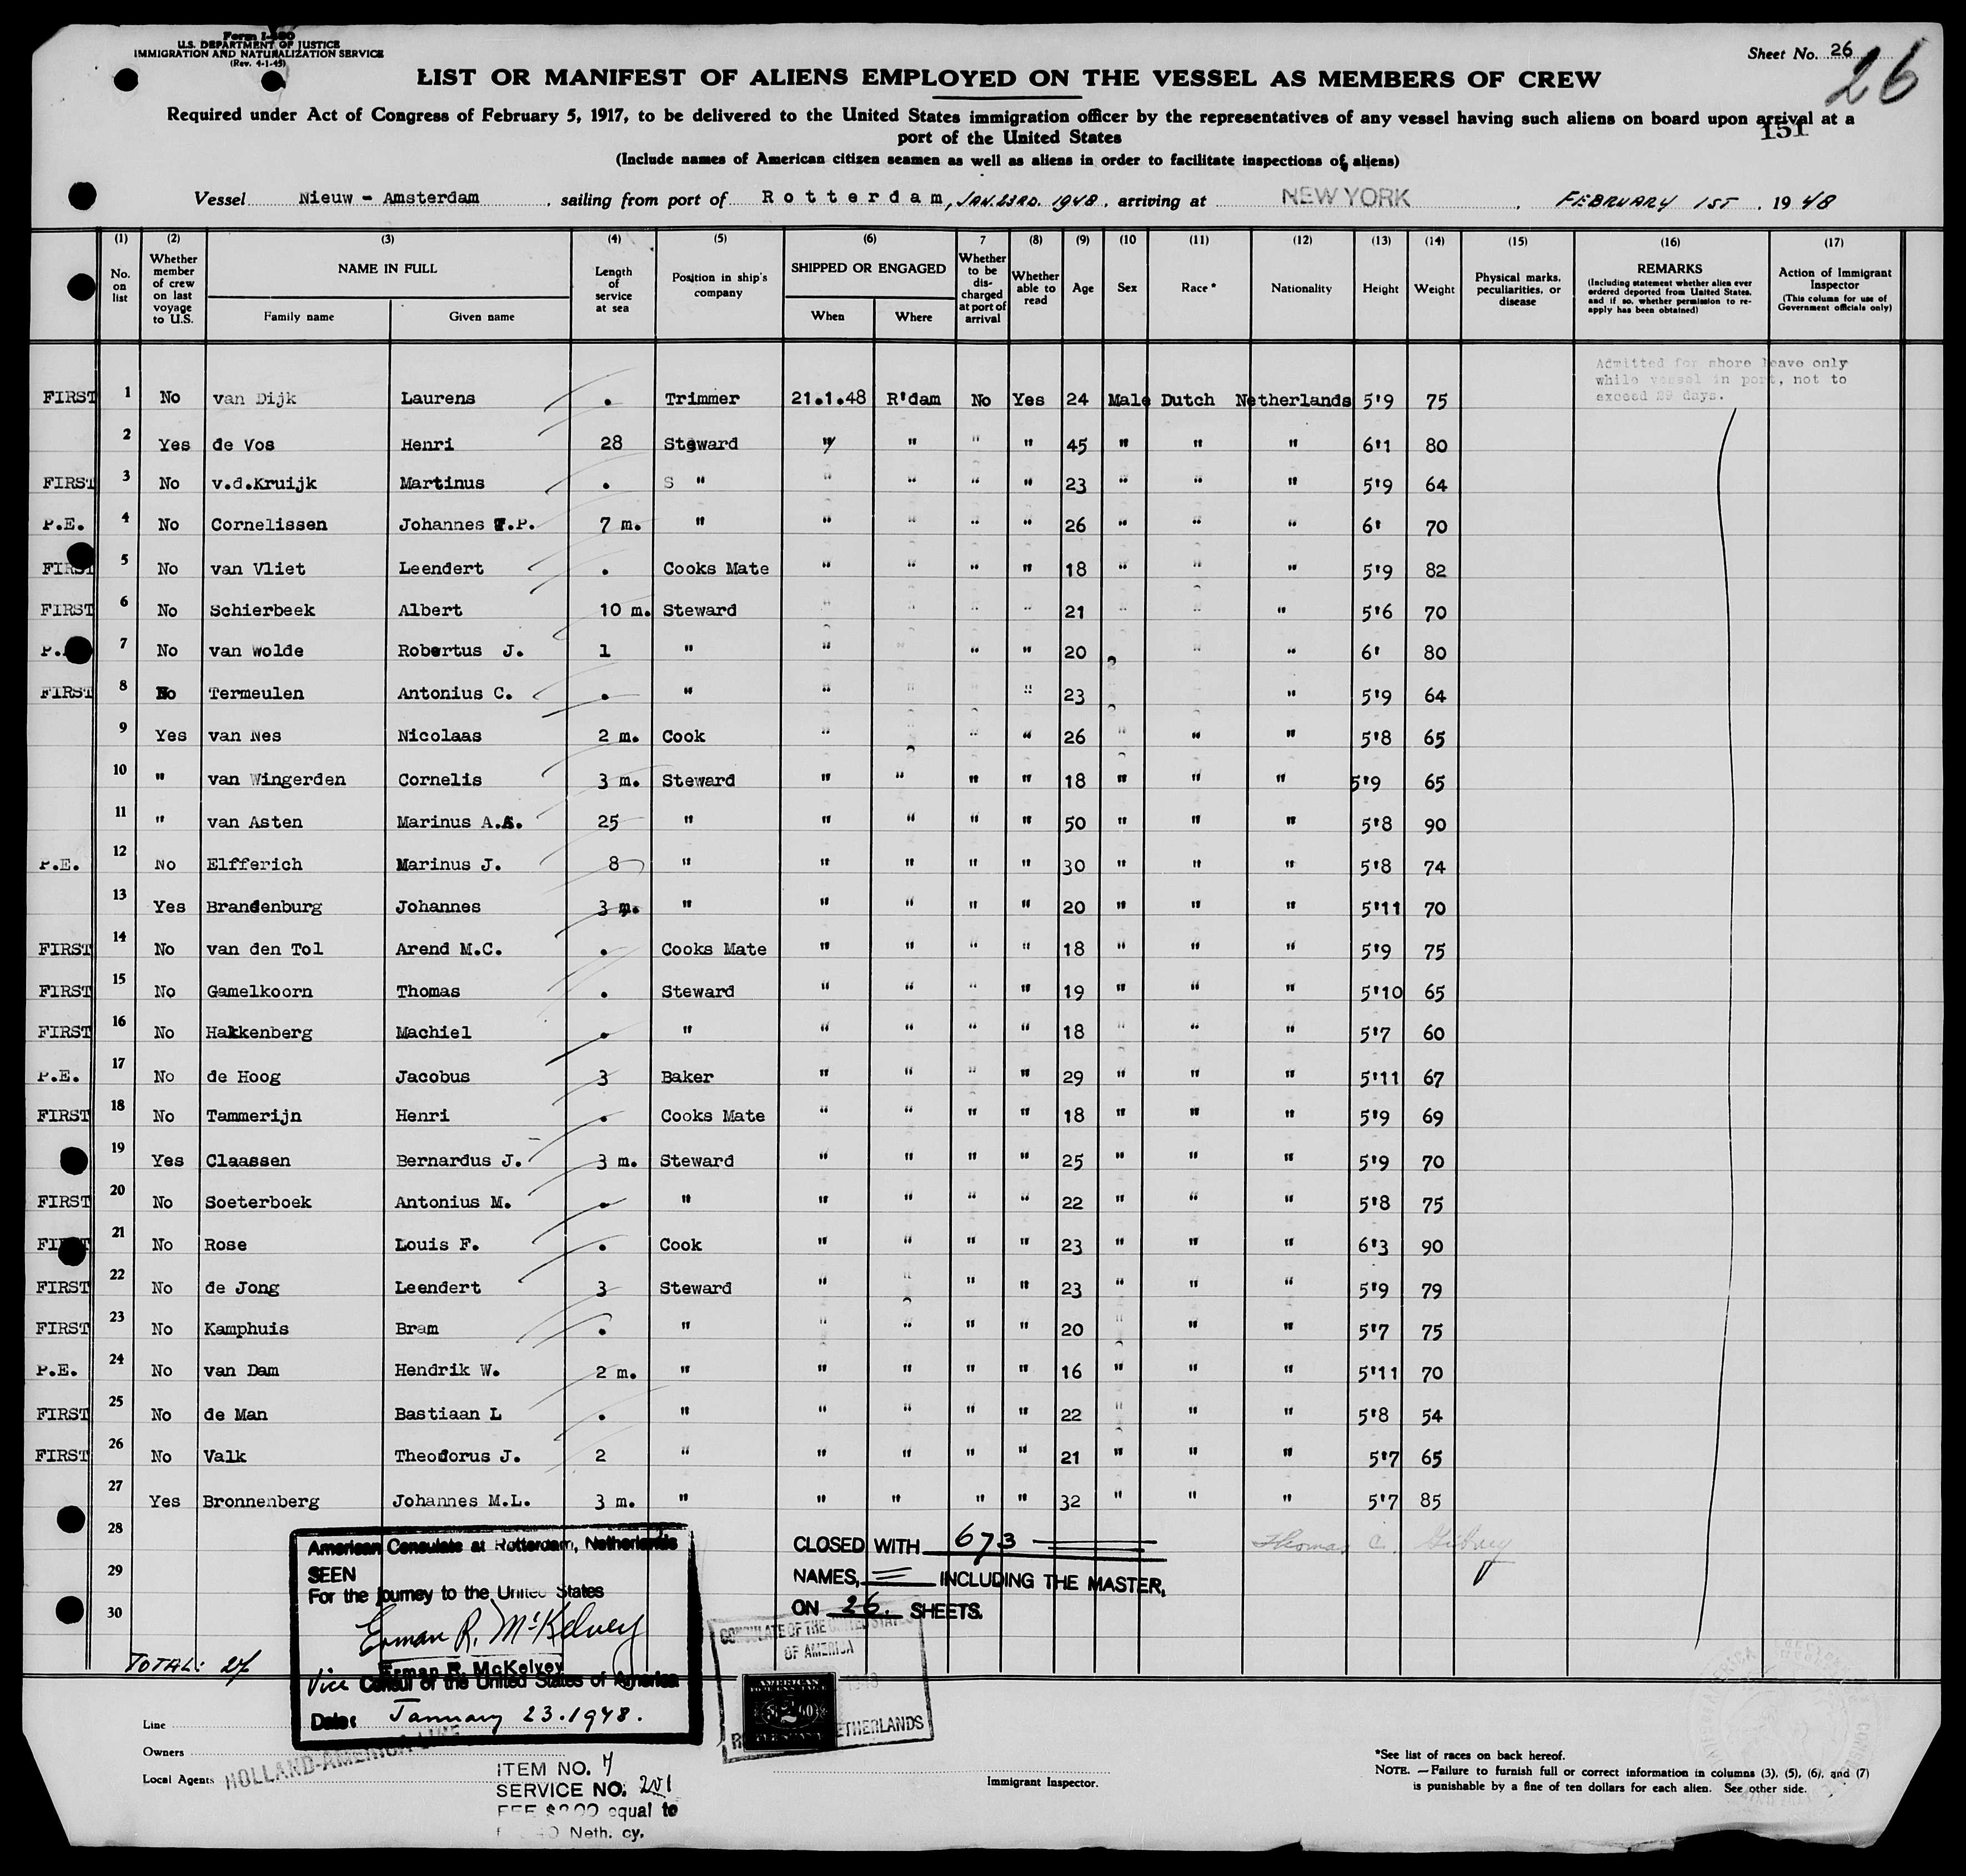 Form I-480
U.S. DEPARTMENT OF JUSTICE
IMMIGRATION AND NATURALIZATION SERVICE
(Rev. 4-1-45)
Sheet No. 26
26
LIST OR MANIFEST OF ALIENS EMPLOYED ON THE VESSEL AS MEMBERS OF CREW
Required under Act of Congress of February 5, 1917, to be delivered to the United States immigration officer by the representatives of any vessel having such aliens on board upon arrival at a
port of the United States
151
(Include names of American citizen seamen as well as aliens in order to facilitate inspections of aliens)
Vessel Nieuw - Amsterdam, sailing from port of Rotterdam, JAN. 23RD. 1948, arriving at NEW YORK, FEBRUARY 1ST, 1948
(1) (2) (3) (4) (5) (6) 7 (8) (9) (10 (11) (12) (13) (14) (15) (16) (17)
No. on list
Whether member of crew on last voyage to U.S.
NAME IN FULL
Family name Given name
Length of service at sea
Position in ship's company
SHIPPED OR ENGAGED
When Where
Whether to be discharged at port of arrival
Whether able to read
Age
Sex
Race *
Nationality
Height
Weight
Physical marks, peculiarities, or disease
REMARKS
(Including statement whether alien ever ordered deported from United States, and if so, whether permission to reapply has been obtained)
Action of Immigrant Inspector
(This column for use of Government officials only)
Admitted for shore leave only
while vessel in port, not to
exceed 29 days.
FIRST 1 No van Dijk Laurens . Trimmer 21.1.48 R'dam No Yes 24 Male Dutch Netherlands 5'9 75
2 Yes de Vos Henri 28 Steward " " " " 45 " " " 6'1 80
FIRST 3 No v.d.Kruijk Martinus . S " " " " " 23 " " " 5'9 64
P.E. 4 No Cornelissen Johannes T.P. 7 m. " " " " " 26 " " " 6' 70
FIRST 5 No van Vliet Leendert . Cooks Mate " " " " 18 " " " 5'9 82
FIRST 6 No Schierbeek Albert 10 m. Steward " " " " 21 " " " 5'6 70
P. 7 No van Wolde Robertus J. 1 " " " " " 20 " " 6' 80
FIRST 8 No Termeulen Antonius C. . " " " " 23 " 5'9 64
9 Yes van Nes Nicolaas 2 m. Cook " " " 26 " " " 5'8 65
10 " van Wingerden Cornelis 3 m. Steward " " " " 18 " " " 5'9 65
11 " van Asten Marinus A.A. 25 " " " " " 50 " " " 5'8 90
P.E. 12 No Elfferich Marinus J. 8 " " " " " 30 " " " 5'8 74
13 Yes Brandenburg Johannes 3 m. " " " " " 20 " " " 5'11 70
FIRST 14 No van den Tol Arend M.C. . Cooks Mate " " " " 18 " " " 5'9 75
FIRST 15 No Gamelkoorn Thomas . Steward " " " " 19 " " " 5'10 65
FIRST 16 No Hakkenberg Machiel . " " " " " 18 " " " 5'7 60
P.E. 17 No de Hoog Jacobus 3 Baker " " " " 29 " " " 5'11 67
FIRST 18 No Tammerijn Henri . Cooks Mate " " " " 18 " " " 5'9 69
19 Yes Claassen Bernardus J. 3 m. Steward " " " " 25 " " " 5'9 70
FIRST 20 No Soeterboek Antonius M. . " " " " " 22 " " " 5'8 75
FIRST 21 No Rose Louis F. . Cook " " " " 23 " " " 6'3 90
FIRST 22 No de Jong Leendert 3 Steward " " " " 23 " " " 5'9 79
FIRST 23 No Kamphuis Bram . " " " " " 20 " " " 5'7 75
P.E. 24 No van Dam Hendrik W. 2 m. " " " " " 16 " " " 5'11 70
FIRST 25 No de Man Bastiaan L . " " " " " 22 " " " 5'8 54
FIRST 26 No Valk Theodorus J. 2 " " " " " 21 " " " 5'7 65
27 Yes Bronnenberg Johannes M.L. 3 m. " " " " " 32 " " " 5'7 85
28
29
30
TOTAL: 27
American Consulate at Rotterdam, Netherlands
SEEN
For the journey to the United States
Erman R. McKelvey
Erman R. McKelvey
Vice Consul of the United States of America
Date: January 23. 1948.
CLOSED WITH 673
NAMES, INCLUDING THE MASTER,
ON 26. SHEETS.
Thomas C.
CONSULATE OF THE UNITED STATES
OF AMERICA
NETHERLANDS
AMERICAN
2
Line
Owners
Local Agents
HOLLAND-AMERICA LINE
ITEM NO. 7
SERVICE NO. 201
FEE $2.00 equal to
Neth. cy.
Immigrant Inspector.
*See list of races on back hereof.
NOTE. —Failure to furnish full or correct information in columns (3), (5), (6), and (7)
is punishable by a fine of ten dollars for each alien. See other side.